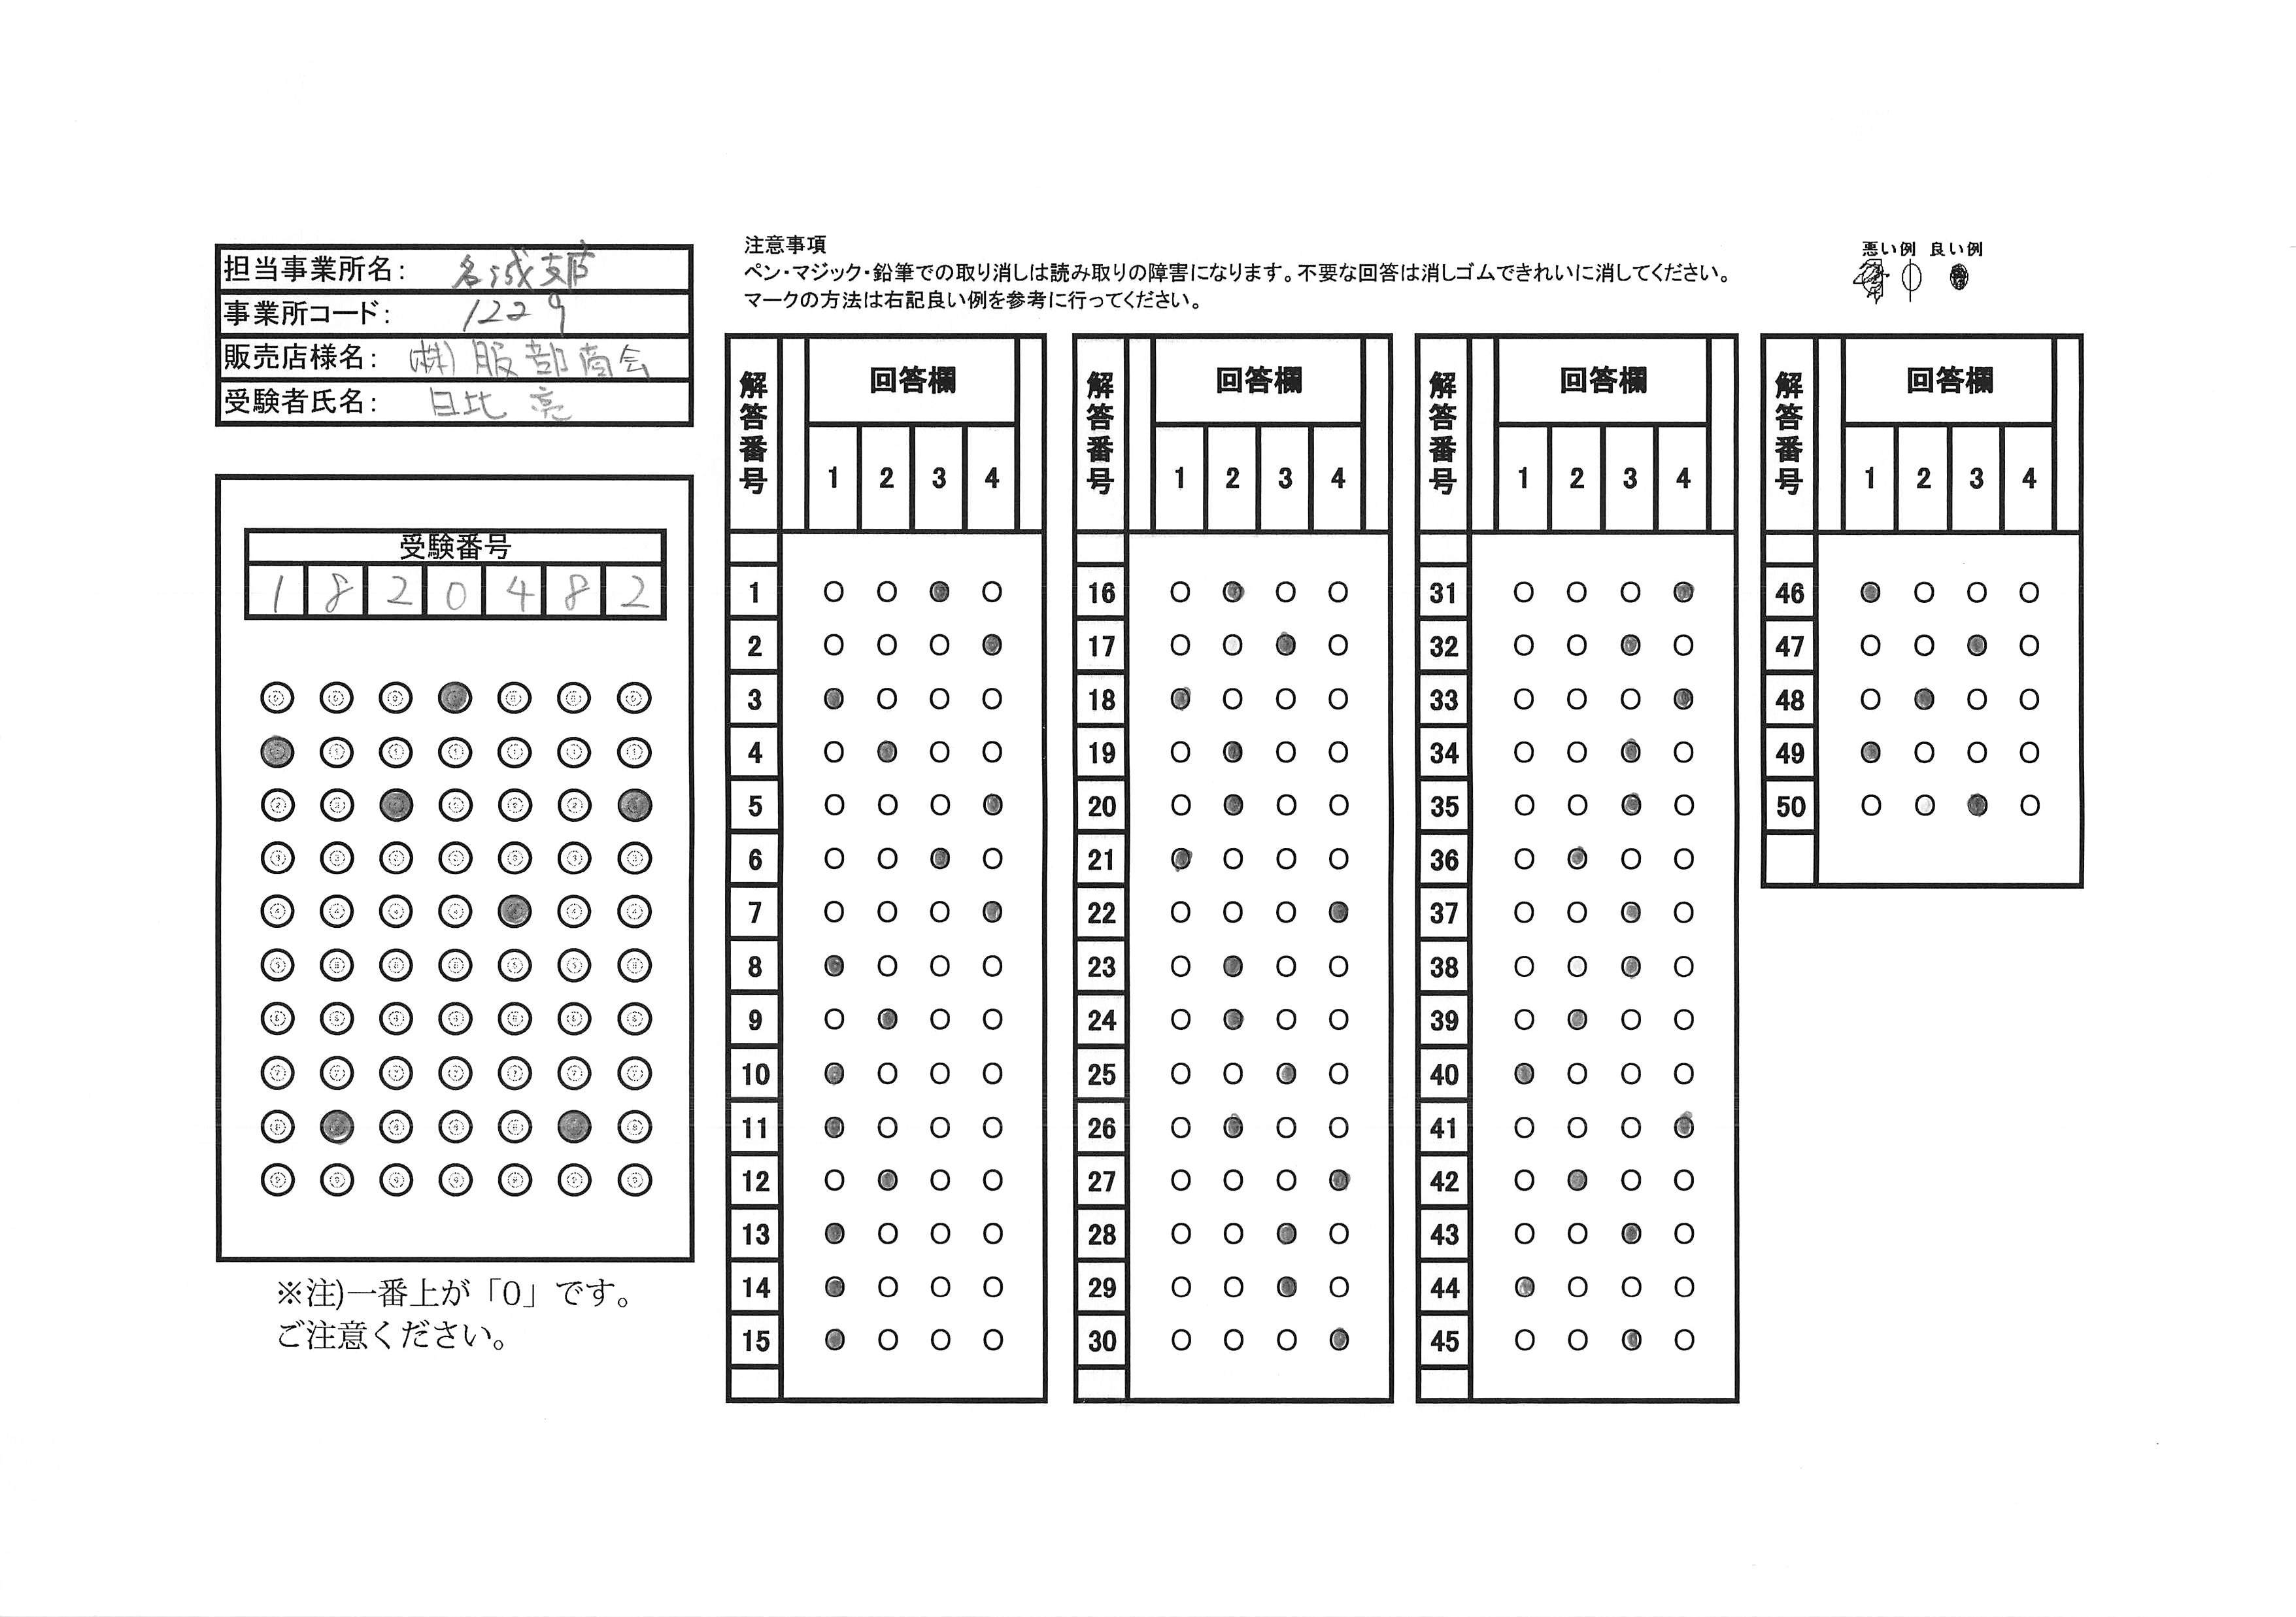 注意事項
ペン・マジック・鉛筆での取り消しは読み取りの障害になります。不要な回答は消しゴムできれいに消してください。
マークの方法は右記良い例を参考に行ってください。
悪い例 良い例
担当事業所名: 名城支店
事業所コード: 1229
販売店様名: (株)服部商会
受験者氏名: 日比 亮
受験番号
1 8 2 0 4 8 2
※注)一番上が「0」です。
ご注意ください。
解答番号 回答欄
1 2 3 4
1
2
3
4
5
6
7
8
9
10
11
12
13
14
15
解答番号 回答欄
1 2 3 4
16
17
18
19
20
21
22
23
24
25
26
27
28
29
30
解答番号 回答欄
1 2 3 4
31
32
33
34
35
36
37
38
39
40
41
42
43
44
45
解答番号 回答欄
1 2 3 4
46
47
48
49
50